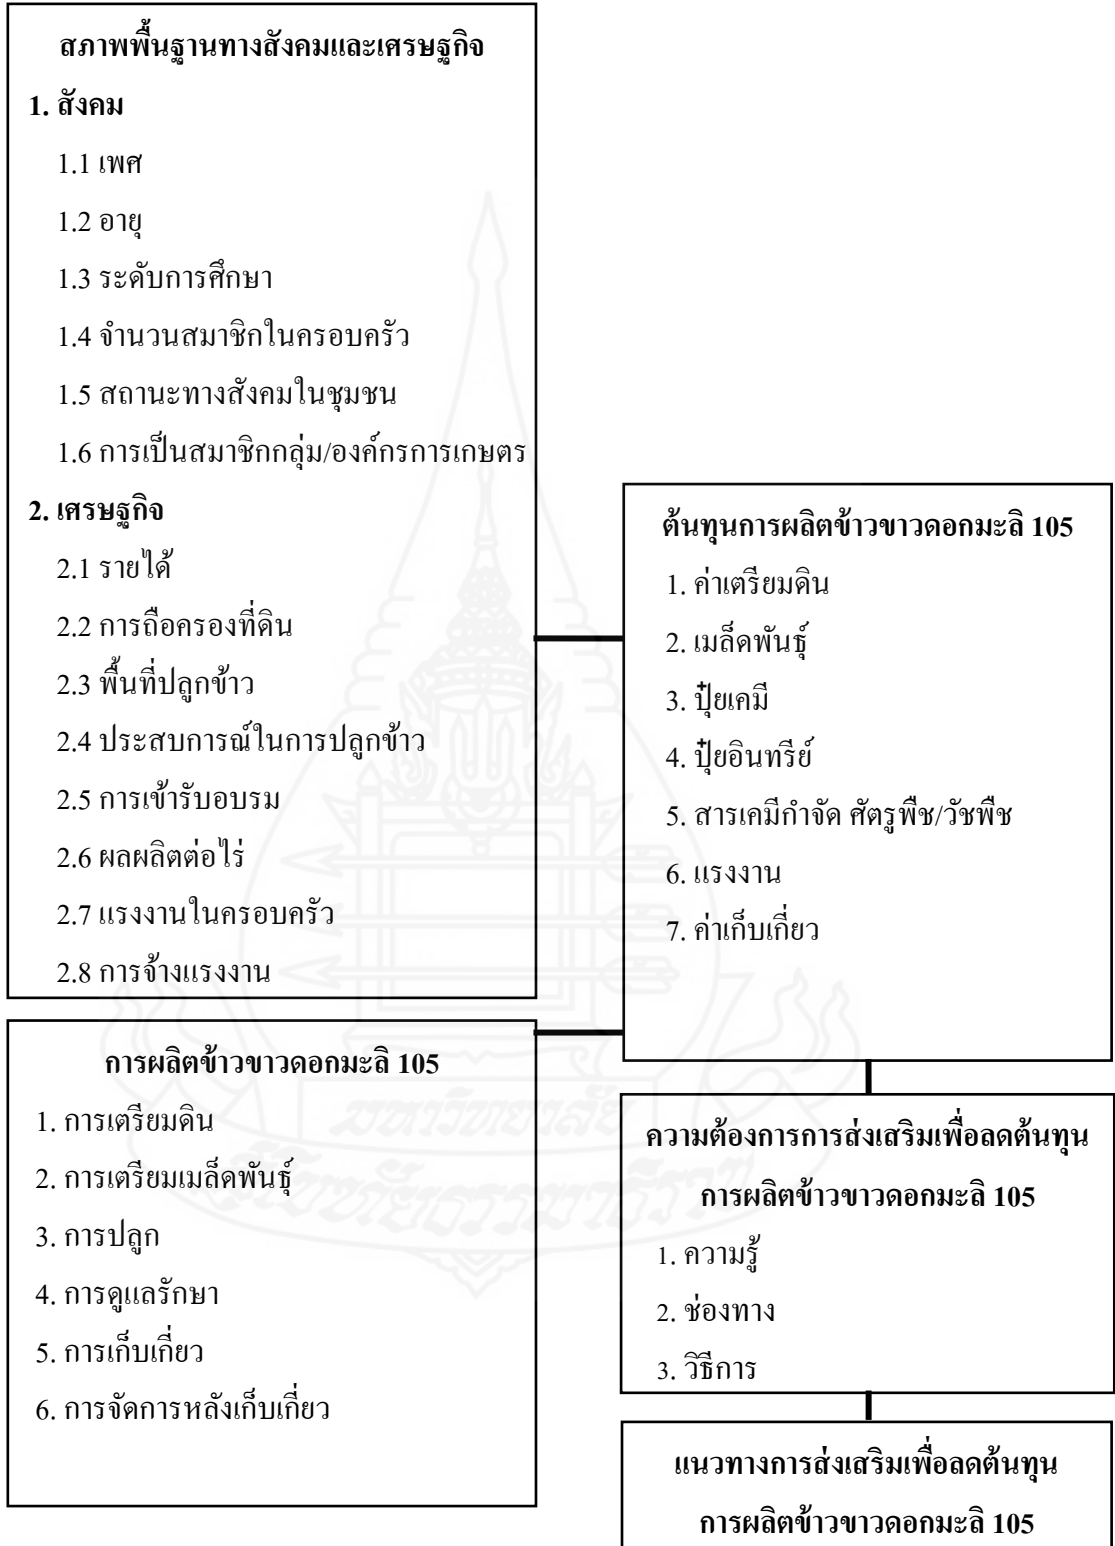 สภาพพื้นฐานทางสังคมและเศรษฐกิจ
1. สังคม
1.1 เพศ
1.2 อายุ
1.3 ระดับการศึกษา
1.4 จำนวนสมาชิกในครอบครัว
1.5 สถานะทางสังคมในชุมชน
1.6 การเป็นสมาชิกกลุ่ม/องค์กรการเกษตร
2. เศรษฐกิจ
2.1 รายได้
2.2 การถือครองที่ดิน
2.3 พื้นที่ปลูกข้าว
2.4 ประสบการณ์ในการปลูกข้าว
2.5 การเข้ารับอบรม
2.6 ผลผลิตต่อไร่
2.7 แรงงานในครอบครัว
2.8 การจ้างแรงงาน
การผลิตข้าวขาวดอกมะลิ 105
1. การเตรียมดิน
2. การเตรียมเมล็ดพันธุ์
3. การปลูก
4. การดูแลรักษา
5. การเก็บเกี่ยว
6. การจัดการหลังเก็บเกี่ยว
ต้นทุนการผลิตข้าวขาวดอกมะลิ 105
1. ค่าเตรียมดิน
2. เมล็ดพันธุ์
3. ปุ๋ยเคมี
4. ปุ๋ยอินทรีย์
5. สารเคมีกำจัด ศัตรูพืช/วัชพืช
6. แรงงาน
7. ค่าเก็บเกี่ยว
ความต้องการการส่งเสริมเพื่อลดต้นทุน
การผลิตข้าวขาวดอกมะลิ 105
1. ความรู้
2. ช่องทาง
3. วิธีการ
แนวทางการส่งเสริมเพื่อลดต้นทุน
การผลิตข้าวขาวดอกมะลิ 105
มหาวิทยาลัย
สุโขทัยธรรมาธิราช